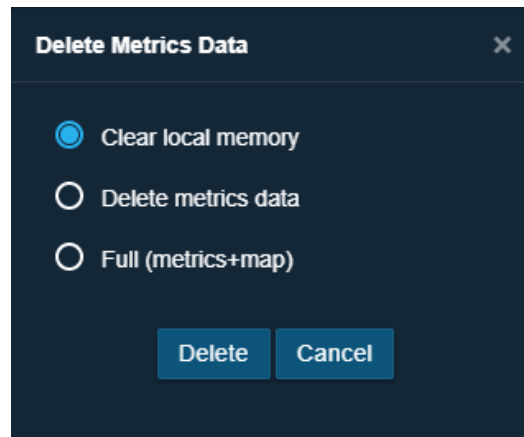 Delete Metrics Data
Clear local memory
Delete metrics data
Full (metrics+map)
Delete Cancel